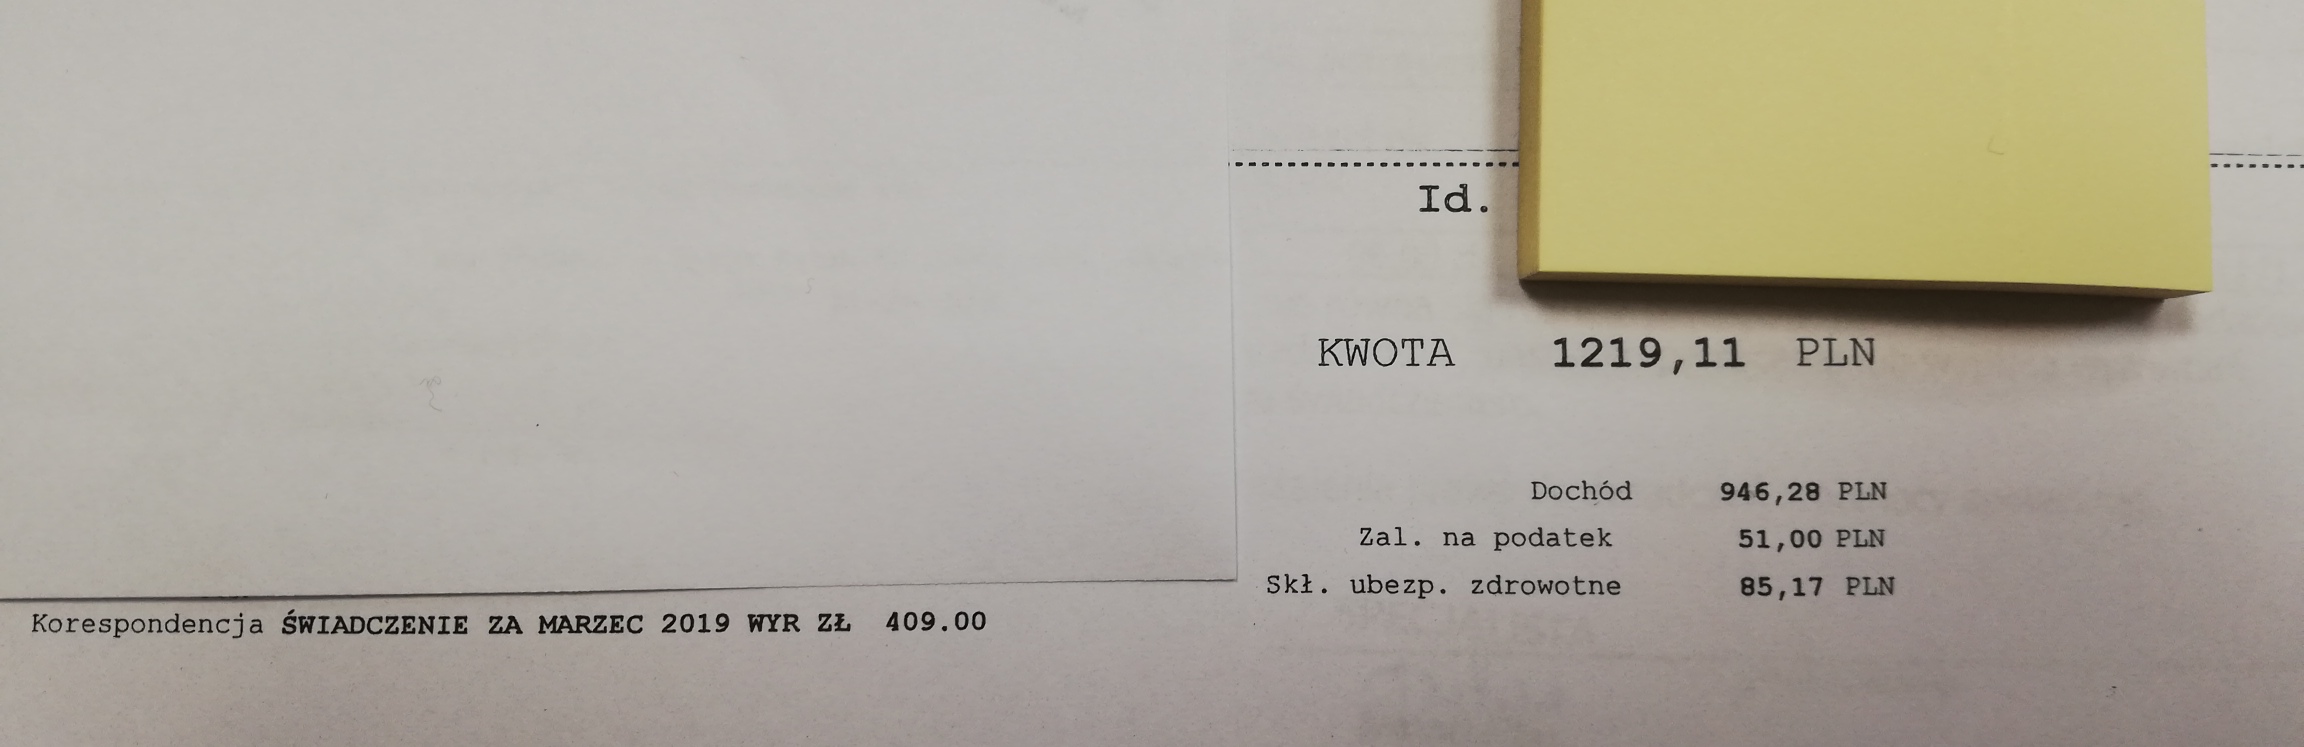 Id.
KWOTA 1219,11 PLN
Dochód 946,28 PLN
Zal. na podatek 51,00 PLN
Skł. ubezp. zdrowotne 85,17 PLN
Korespondencja ŚWIADCZENIE ZA MARZEC 2019 WYR ZŁ 409.00